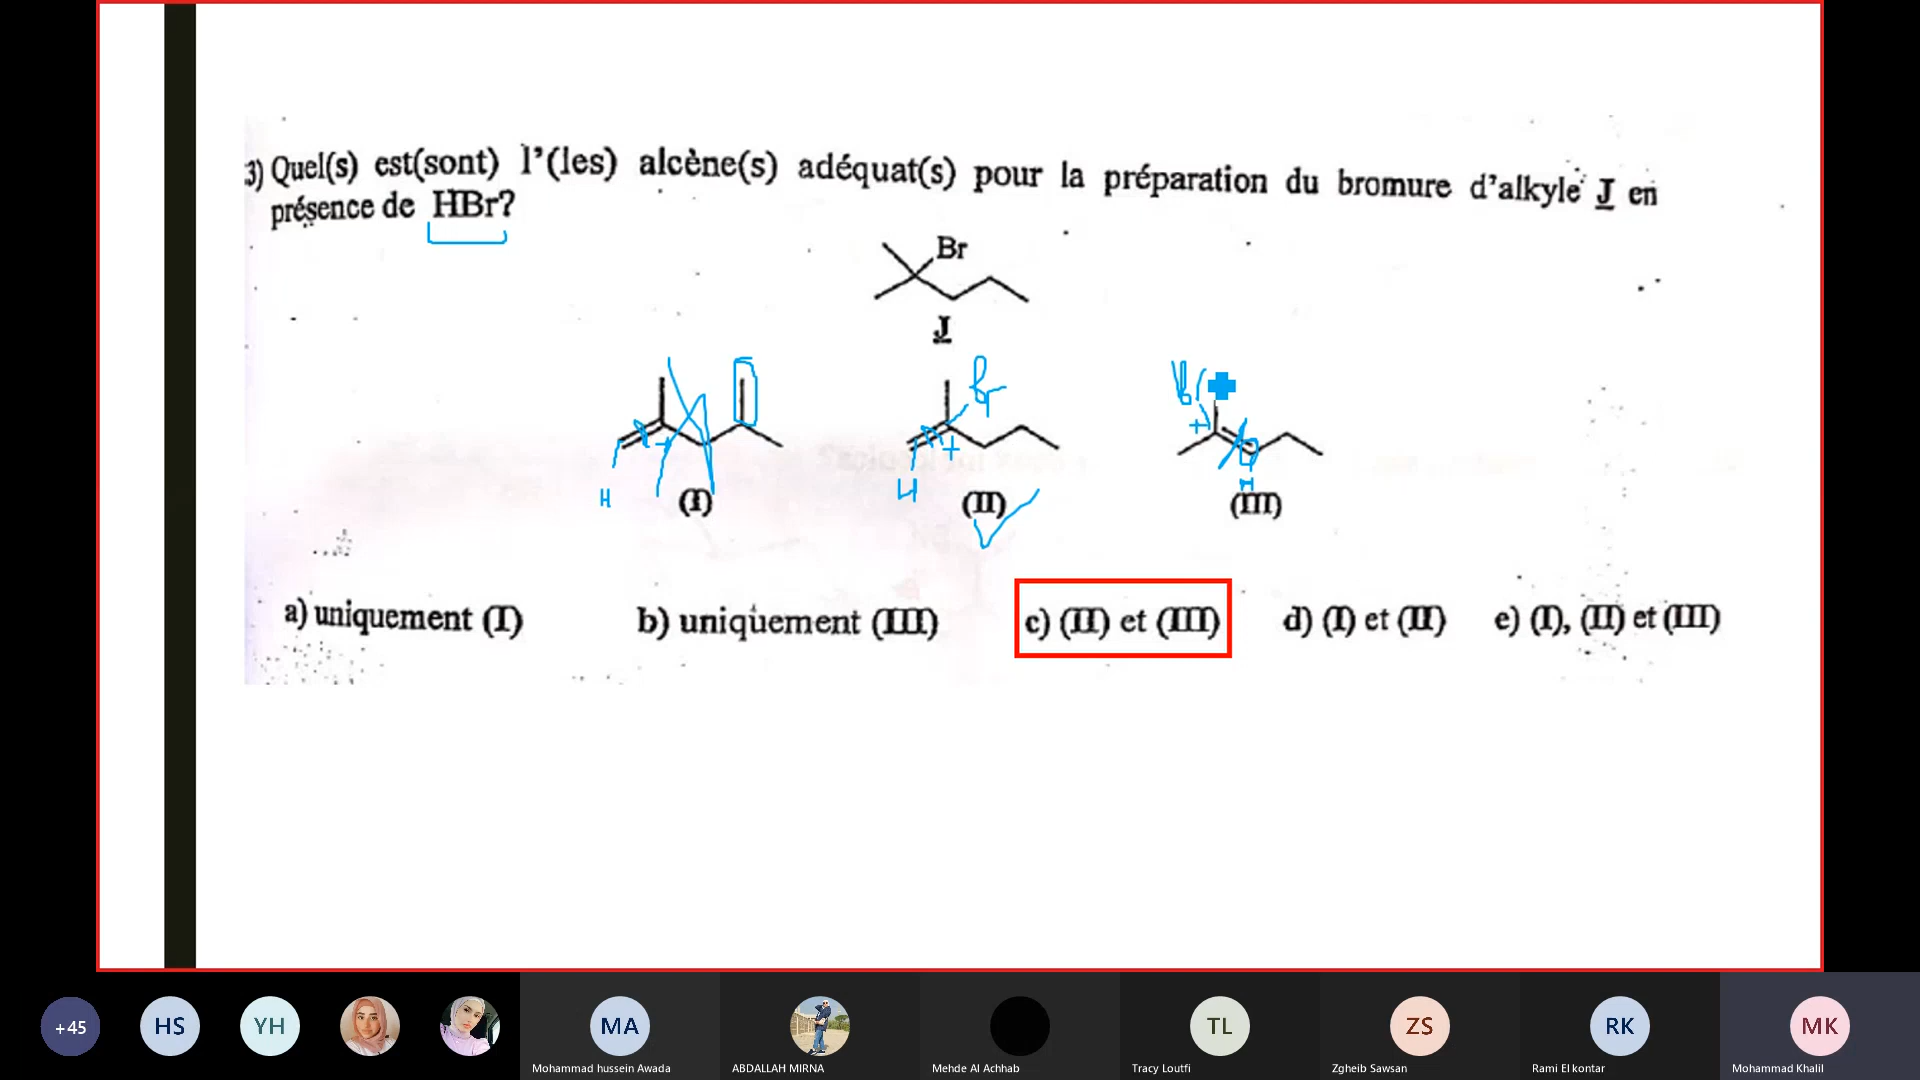 3) Quel(s) est(sont) l'(les) alcène(s) adéquat(s) pour la préparation du bromure d'alkyle J en
présence de HBr?
Br
J
Br
Br
+
+
+
H
H
H
(I)
(II)
(III)
a) uniquement (I)
b) uniquement (III)
c) (II) et (III)
d) (I) et (II)
e) (I), (II) et (III)
+45
HS
YH
MA
TL
ZS
RK
MK
Mohammad hussein Awada
ABDALLAH MIRNA
Mehde Al Achhab
Tracy Loutfi
Zgheib Sawsan
Rami El kontar
Mohammad Khalil